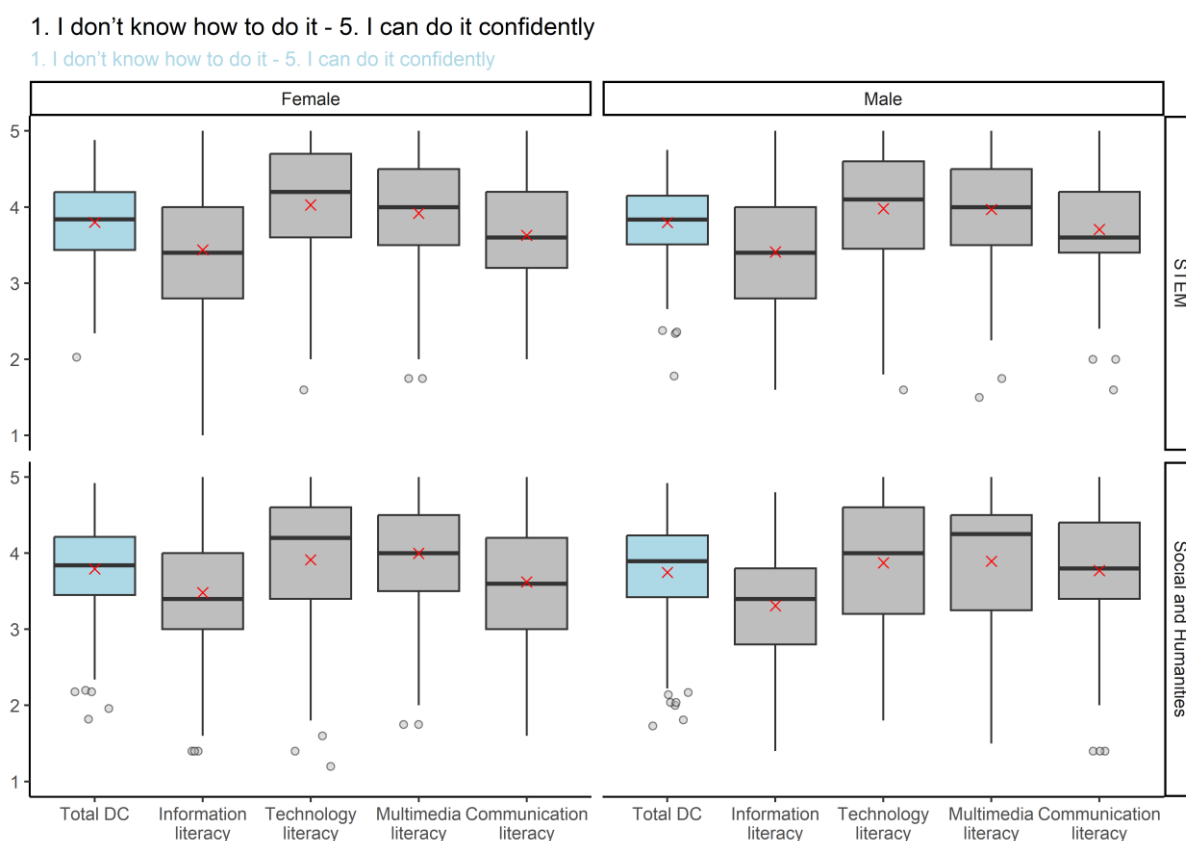 1. I don’t know how to do it - 5. I can do it confidently
1. I don’t know how to do it - 5. I can do it confidently
Female
Male
5
4
3
2
1
STEM
5
4
3
2
1
Social and Humanities
Total DC
Information
literacy
Technology
literacy
Multimedia
literacy
Communication
literacy
Total DC
Information
literacy
Technology
literacy
Multimedia
literacy
Communication
literacy